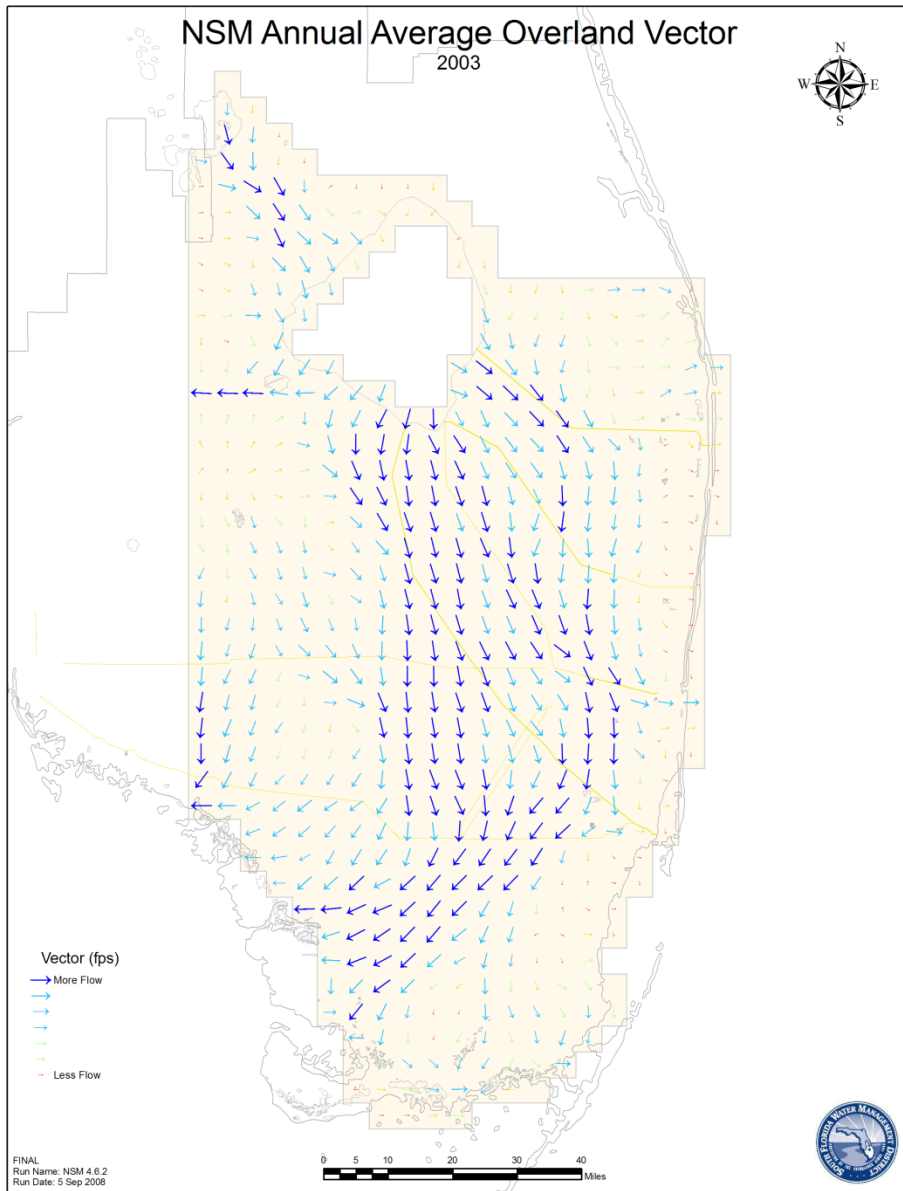 NSM Annual Average Overland Vector
2003
N
W E
S
Vector (fps)
More Flow
Less Flow
FINAL
Run Name: NSM 4.6.2
Run Date: 5 Sep 2008
0 5 10 20 30 40
Miles
SOUTH FLORIDA WATER MANAGEMENT DISTRICT